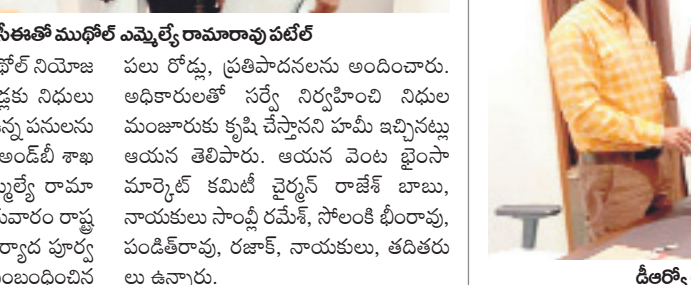 సీఈతో ముథోల్ ఎమ్మెల్యే రామారావు పటేల్
థోల్ నియోజ
డ్లకు నిధులు
న్న పనులను
అండ్‌బీ శాఖ
మ్మెల్యే రామా
రువారం రాష్ట్ర
ర్యాద పూర్వ
సంబంధించిన
పలు రోడ్లు, ప్రతిపాదనలను అందించారు.
అధికారులతో సర్వే నిర్వహించి నిధుల
మంజూరుకు కృషి చేస్తానని హమీ ఇచ్చినట్లు
ఆయన తెలిపారు. ఆయన వెంట భైంసా
మార్కెట్ కమిటీ చైర్మన్ రాజేశ్ బాబు,
నాయకులు సాంవ్లీ రమేశ్, సోలంకి భీంరావు,
పండిత్‌రావు, రజాక్, నాయకులు, తదితరు
లు ఉన్నారు.
డీఆర్వో